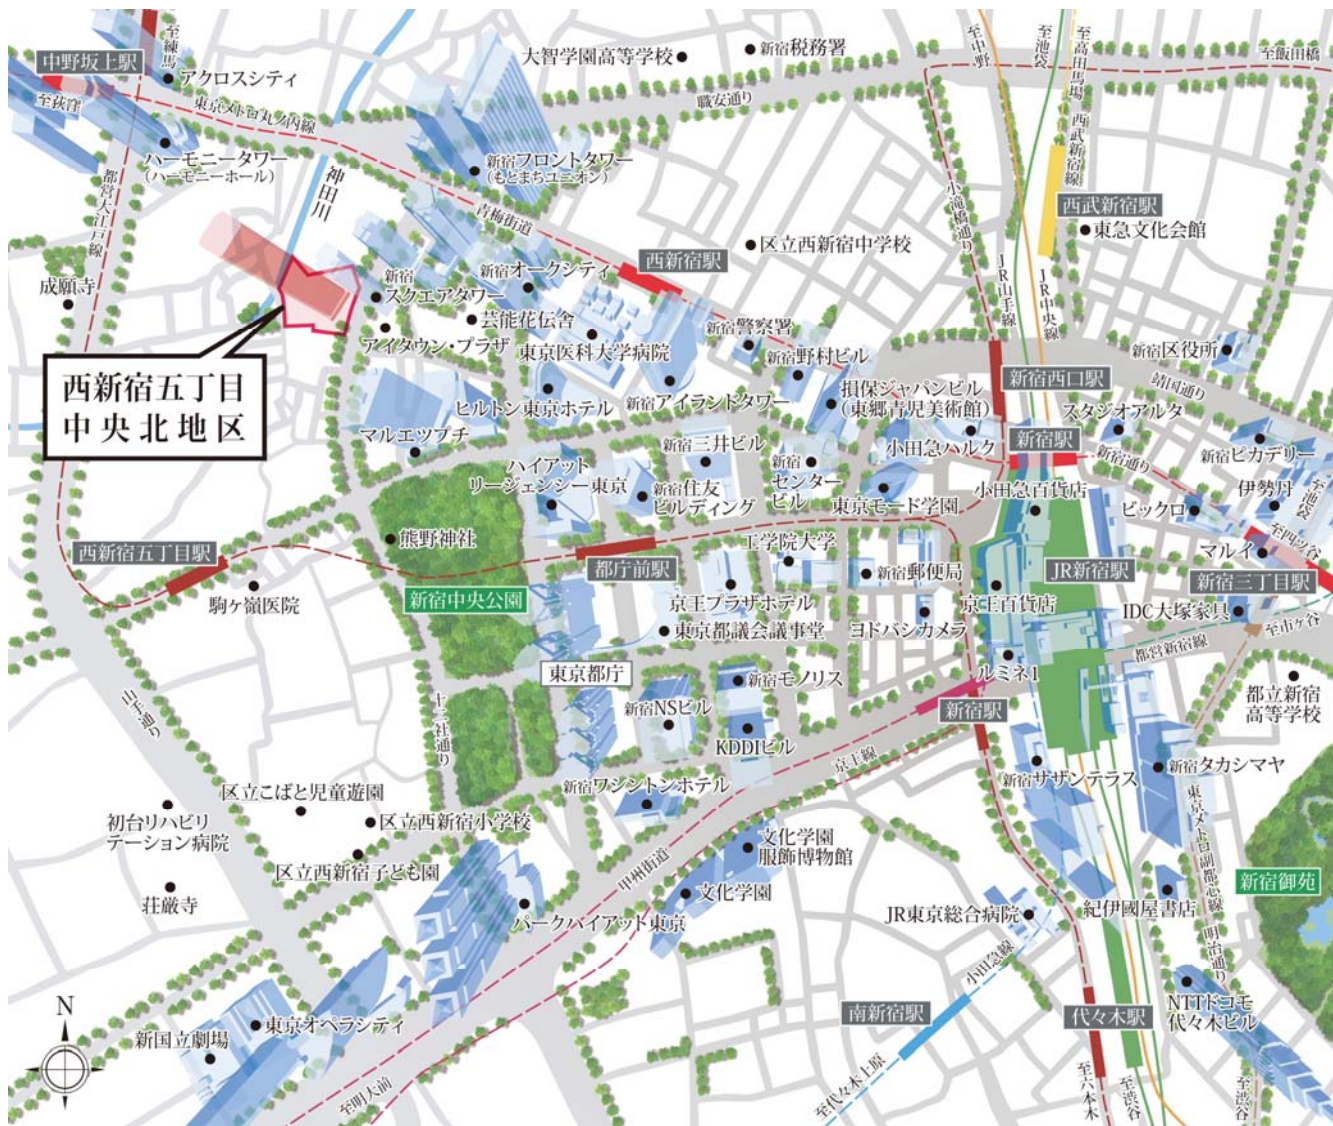 至練馬
中野坂上駅
アクロスシティ
至荻窪
東京メトロ丸ノ内線
ハーモニータワー
(ハーモニーホール)
都営大江戸線
神田川
大智学園高等学校
新宿税務署
職安通り
至中野
至池袋
至高田馬場
西武新宿線
至飯田橋
新宿フロントタワー
(もとまちユニオン)
青梅街道
小滝橋通り
西武新宿駅
東急文化会館
区立西新宿中学校
西新宿駅
JR山手線
JR中央線
成願寺
新宿
スクエアタワー
新宿オークシティ
芸能花伝舎
アイタウン・プラザ
東京医科大学病院
新宿警察署
新宿野村ビル
新宿区役所
靖国通り
西新宿五丁目
中央北地区
新宿西口駅
損保ジャパンビル
(東郷青児美術館)
スタジオアルタ
ヒルトン東京ホテル
新宿アイランドタワー
マルエツプチ
新宿三井ビル
小田急ハルク
新宿駅
新宿通り
新宿ピカデリー
ハイアット
リージェンシー東京
新宿住友
ビルディング
新宿
センター
ビル
東京モード学園
小田急百貨店
ビックロ
伊勢丹
至池袋
至四ツ谷
マルイ
熊野神社
西新宿五丁目駅
都庁前駅
工学院大学
新宿郵便局
JR新宿駅
新宿三丁目駅
駒ヶ嶺医院
新宿中央公園
京王プラザホテル
東京都議会議事堂
ヨドバシカメラ
京王百貨店
IDC大塚家具
至市ヶ谷
都営新宿線
東京都庁
新宿モノリス
ルミネ1
都立新宿
高等学校
山手通り
十二社通り
新宿NSビル
KDDIビル
新宿駅
京王線
新宿サザンテラス
新宿タカシマヤ
新宿ワシントンホテル
区立こばと児童遊園
初台リハビリ
テーション病院
区立西新宿小学校
区立西新宿子ども園
甲州街道
文化学園
服飾博物館
東京メトロ副都心線
明治通り
荘厳寺
文化学園
パークハイアット東京
JR東京総合病院
紀伊國屋書店
新宿御苑
小田急線
N
東京オペラシティ
新国立劇場
南新宿駅
代々木駅
NTTドコモ
代々木ビル
至明大前
至代々木上原
至六本木
至渋谷
至渋谷